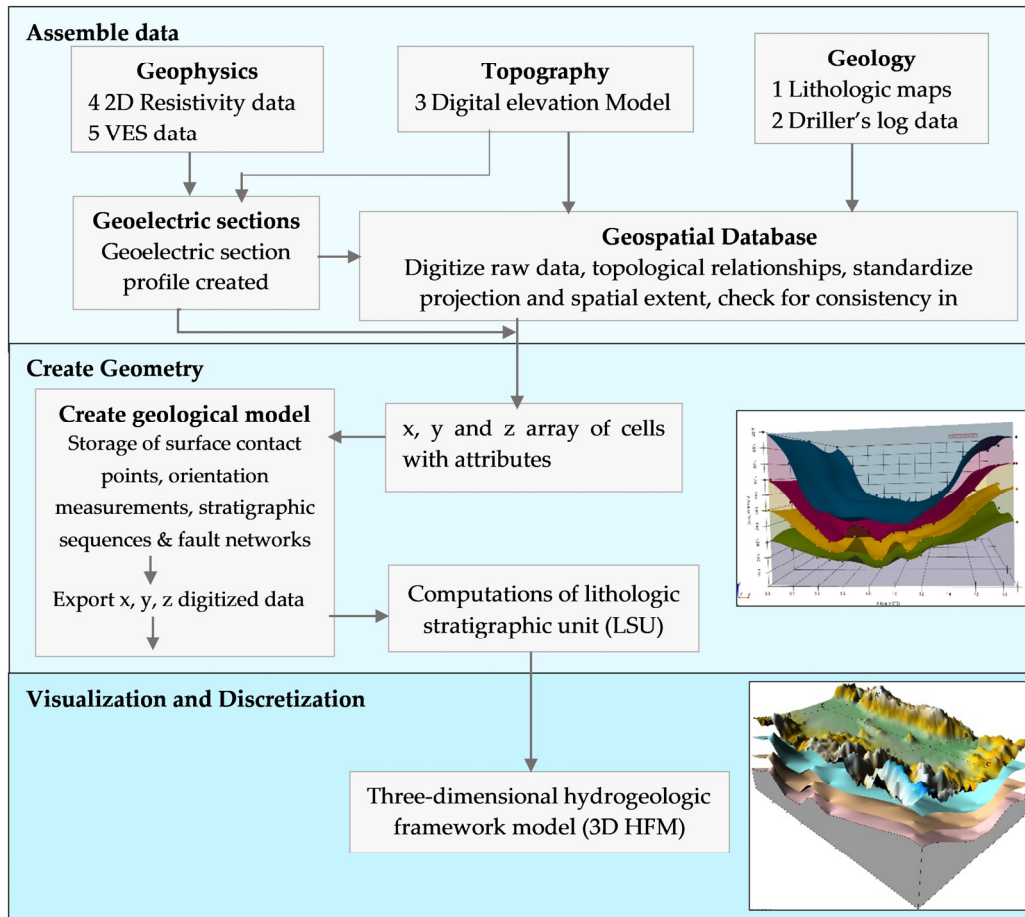 Assemble data
Geophysics
4 2D Resistivity data
5 VES data
Topography
3 Digital elevation Model
Geology
1 Lithologic maps
2 Driller's log data
Geoelectric sections
Geoelectric section
profile created
Geospatial Database
Digitize raw data, topological relationships, standardize
projection and spatial extent, check for consistency in
Create Geometry
Create geological model
Storage of surface contact
points, orientation
measurements, stratigraphic
sequences & fault networks
Export x, y, z digitized data
x, y and z array of cells
with attributes
Computations of lithologic
stratigraphic unit (LSU)
Visualization and Discretization
Three-dimensional hydrogeologic
framework model (3D HFM)